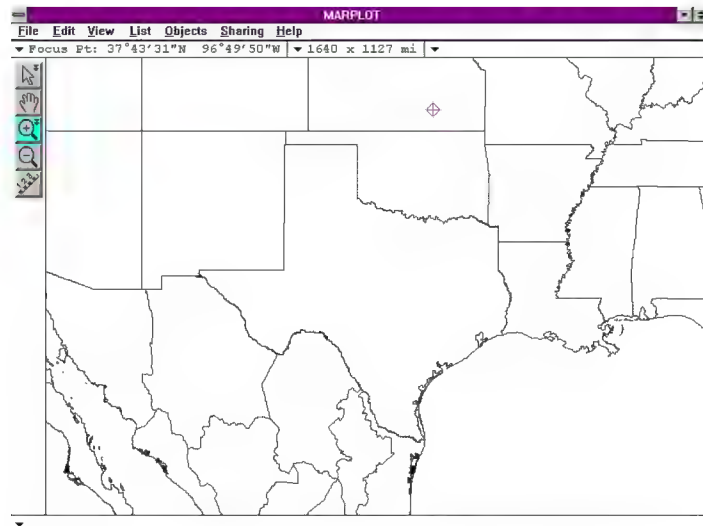 MARPLOT
File Edit View List Objects Sharing Help
Focus Pt: 37°43'31"N 96°49'50"W 1640 x 1127 mi